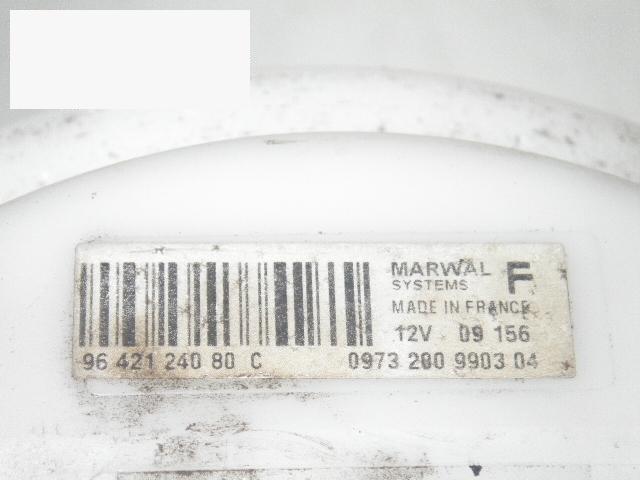 MARWAL F
SYSTEMS
MADE IN FRANCE
12V 09 156
96 421 240 80 C 0973 200 9903 04